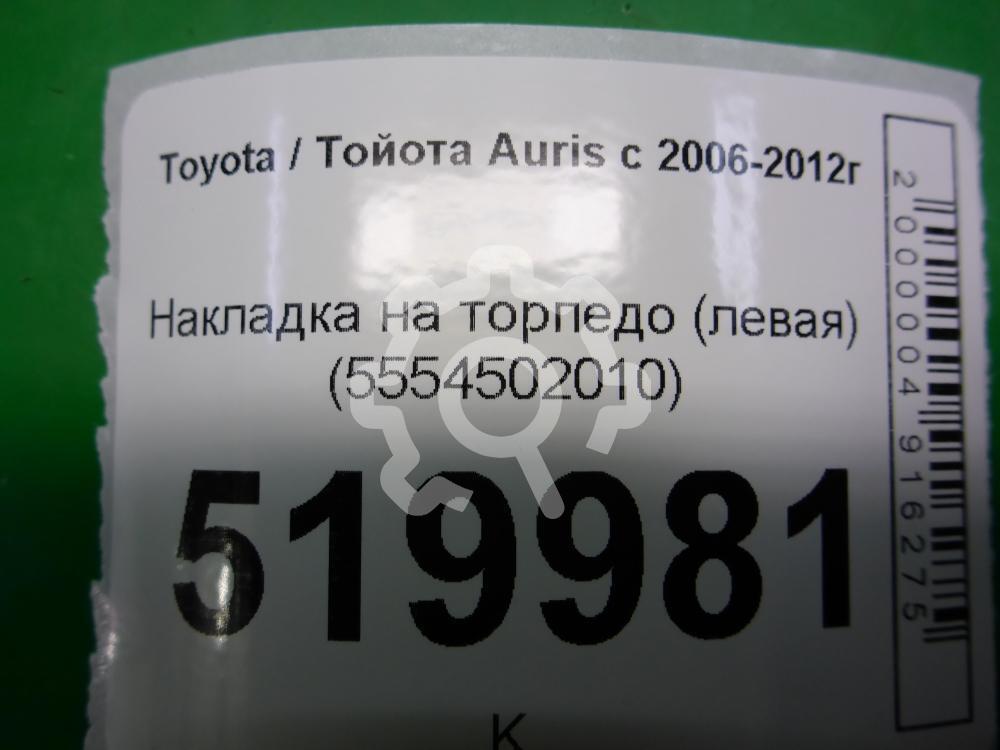 Toyota / Тойота Auris с 2006-2012г
Накладка на торпедо (левая)
(5554502010)
519981
К
2000004916275